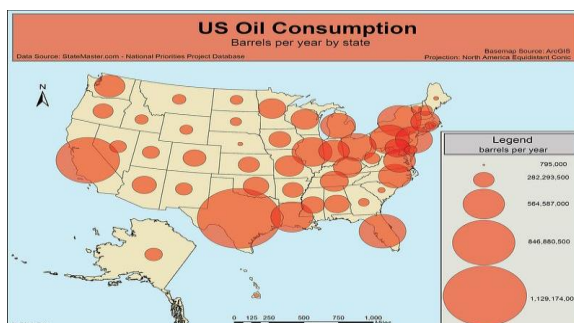 US Oil Consumption
Barrels per year by state
Data Source: StateMaster.com - National Priorities Project Database
Basemap Source: ArcGIS
Projection: North America Equidistant Conic
N
Legend
barrels per year
795,000
282,293,500
564,587,000
846,880,500
1,129,174,00
0 135 250 500 750 1,000
Miles